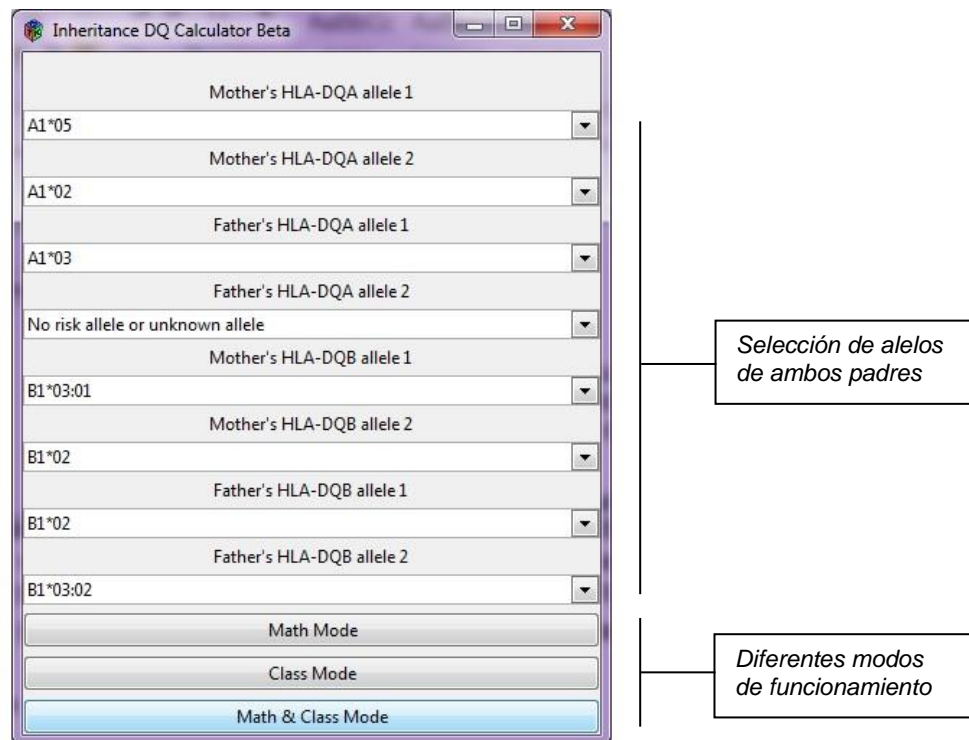 Inheritance DQ Calculator Beta
Mother's HLA-DQA allele 1
A1*05
Mother's HLA-DQA allele 2
A1*02
Father's HLA-DQA allele 1
A1*03
Father's HLA-DQA allele 2
No risk allele or unknown allele
Mother's HLA-DQB allele 1
B1*03:01
Mother's HLA-DQB allele 2
B1*02
Father's HLA-DQB allele 1
B1*02
Father's HLA-DQB allele 2
B1*03:02
Math Mode
Class Mode
Math & Class Mode
Selección de alelos
de ambos padres
Diferentes modos
de funcionamiento